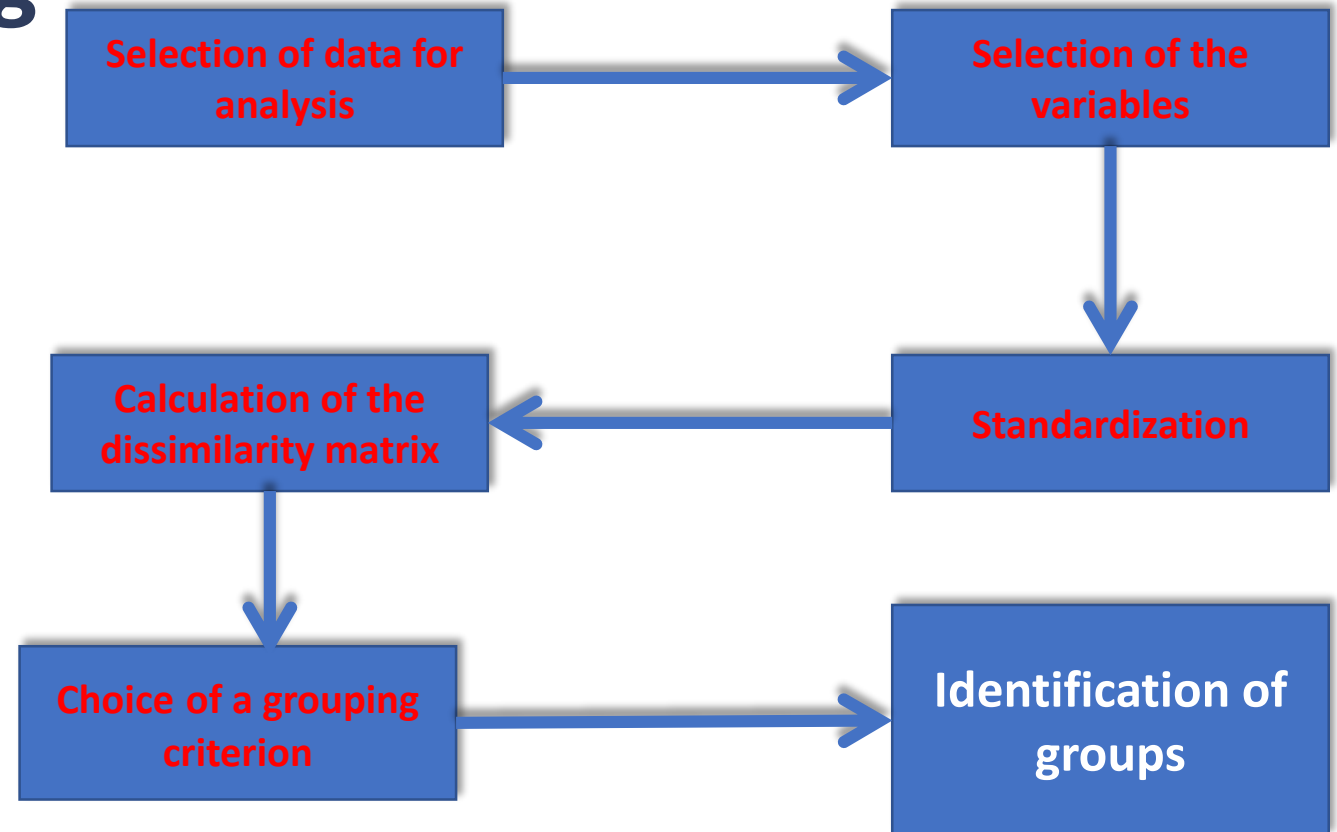 g
Selection of data for
analysis
Selection of the
variables
Calculation of the
dissimilarity matrix
Standardization
Choice of a grouping
criterion
Identification of
groups